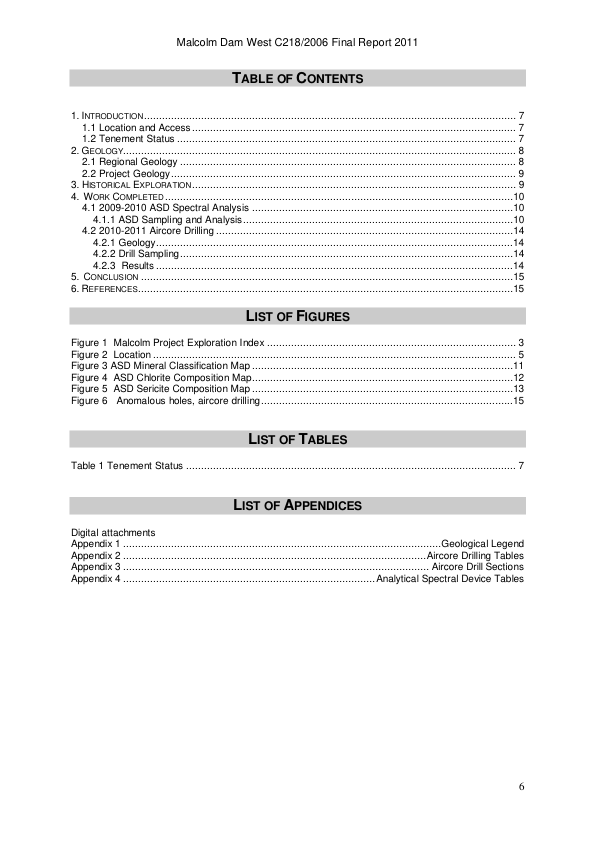 Malcolm Dam West C218/2006 Final Report 2011
TABLE OF CONTENTS
1. INTRODUCTION 7
1.1 Location and Access 7
1.2 Tenement Status 7
2. GEOLOGY 8
2.1 Regional Geology 8
2.2 Project Geology 9
3. HISTORICAL EXPLORATION 9
4. WORK COMPLETED 10
4.1 2009-2010 ASD Spectral Analysis 10
4.1.1 ASD Sampling and Analysis 10
4.2 2010-2011 Aircore Drilling 14
4.2.1 Geology 14
4.2.2 Drill Sampling 14
4.2.3 Results 14
5. CONCLUSION 15
6. REFERENCES 15
LIST OF FIGURES
Figure 1 Malcolm Project Exploration Index 3
Figure 2 Location 5
Figure 3 ASD Mineral Classification Map 11
Figure 4 ASD Chlorite Composition Map 12
Figure 5 ASD Sericite Composition Map 13
Figure 6 Anomalous holes, aircore drilling 15
LIST OF TABLES
Table 1 Tenement Status 7
LIST OF APPENDICES
Digital attachments
Appendix 1 Geological Legend
Appendix 2 Aircore Drilling Tables
Appendix 3 Aircore Drill Sections
Appendix 4 Analytical Spectral Device Tables
6